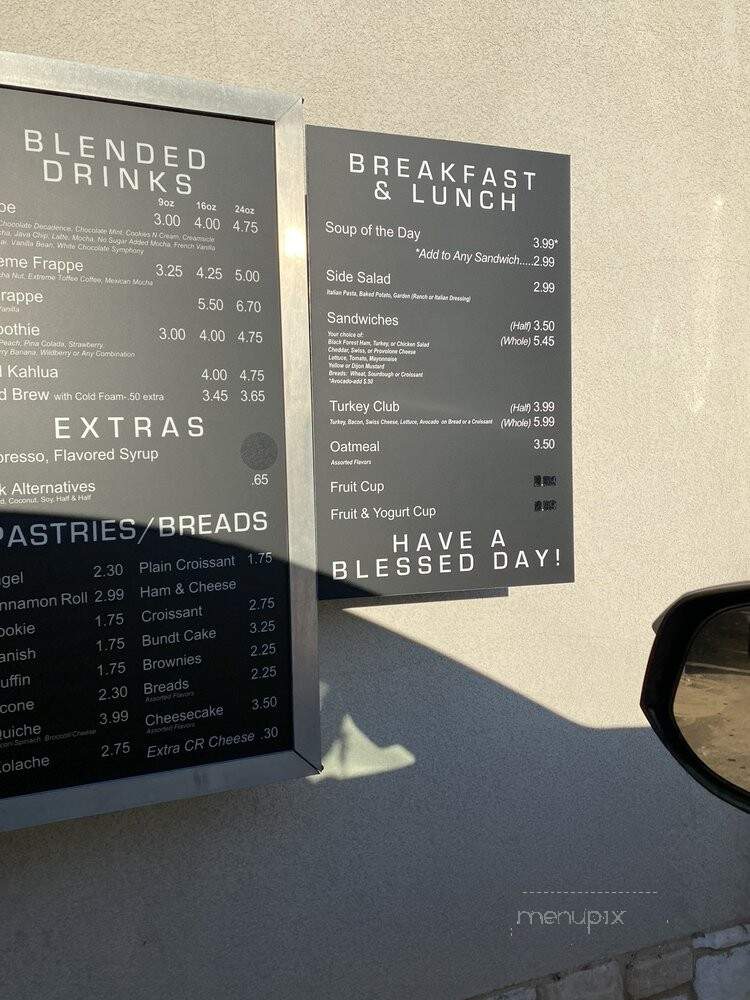 BLENDED
DRINKS
9oz 16oz 24oz
3.00 4.00 4.75
Chocolate Decadence, Chocolate Mint, Cookies N Cream, Creamsicle
Java Chip, Latte, Mocha, No Sugar Added Mocha, French Vanilla
Vanilla Bean, White Chocolate Symphony
eme Frappe 3.25 4.25 5.00
Nut, Extreme Toffee Coffee, Mexican Mocha
rappe 5.50 6.70
anilla
oothie 3.00 4.00 4.75
Peach, Pina Colada, Strawberry,
ry Banana, Wildberry or Any Combination
Kahlua 4.00 4.75
d Brew with Cold Foam-.50 extra 3.45 3.65
EXTRAS
presso, Flavored Syrup
k Alternatives .65
d, Coconut, Soy, Half & Half
PASTRIES/BREADS
gel 2.30
nnamon Roll 2.99
ookie 1.75
anish 1.75
uffin 1.75
cone 2.30
Quiche 3.99
Spinach Broccoli/Cheese
Kolache 2.75
Plain Croissant 1.75
Ham & Cheese
Croissant 2.75
Bundt Cake 3.25
Brownies 2.25
Breads 2.25
Assorted Flavors
Cheesecake 3.50
Assorted Flavors
Extra CR Cheese .30
BREAKFAST
& LUNCH
Soup of the Day 3.99*
*Add to Any Sandwich.....2.99
Side Salad 2.99
Italian Pasta, Baked Potato, Garden (Ranch or Italian Dressing)
Sandwiches (Half) 3.50
Your choice of: (Whole) 5.45
Black Forest Ham, Turkey, or Chicken Salad
Cheddar, Swiss, or Provolone Cheese
Lettuce, Tomato, Mayonnaise
Yellow or Dijon Mustard
Breads: Wheat, Sourdough or Croissant
*Avocado-add $.50
Turkey Club (Half) 3.99
Turkey, Bacon, Swiss Cheese, Lettuce, Avocado on Bread or a Croissant (Whole) 5.99
Oatmeal 3.50
Assorted Flavors
Fruit Cup
Fruit & Yogurt Cup
HAVE A
BLESSED DAY!
menupix